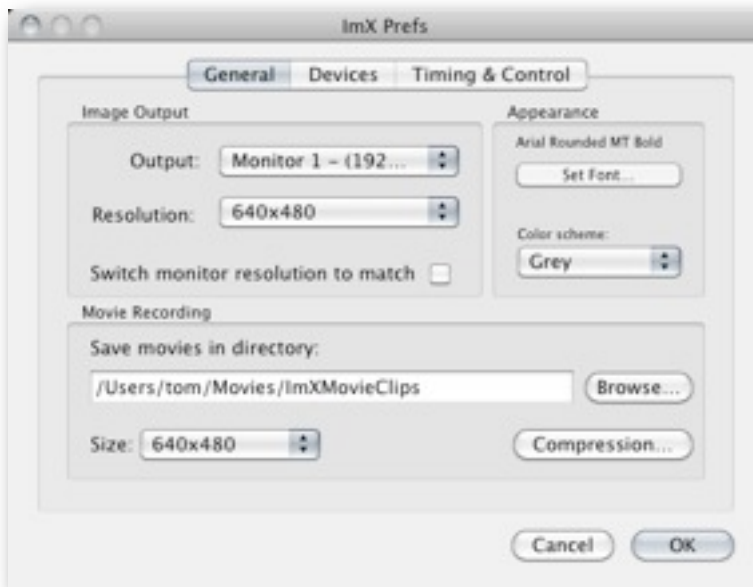 ImX Prefs
General Devices Timing & Control
Image Output
Output: Monitor 1 - (192...
Resolution: 640x480
Switch monitor resolution to match
Appearance
Arial Rounded MT Bold
Set Font...
Color scheme:
Grey
Movie Recording
Save movies in directory:
/Users/tom/Movies/ImXMovieClips
Browse...
Size: 640x480
Compression...
Cancel OK